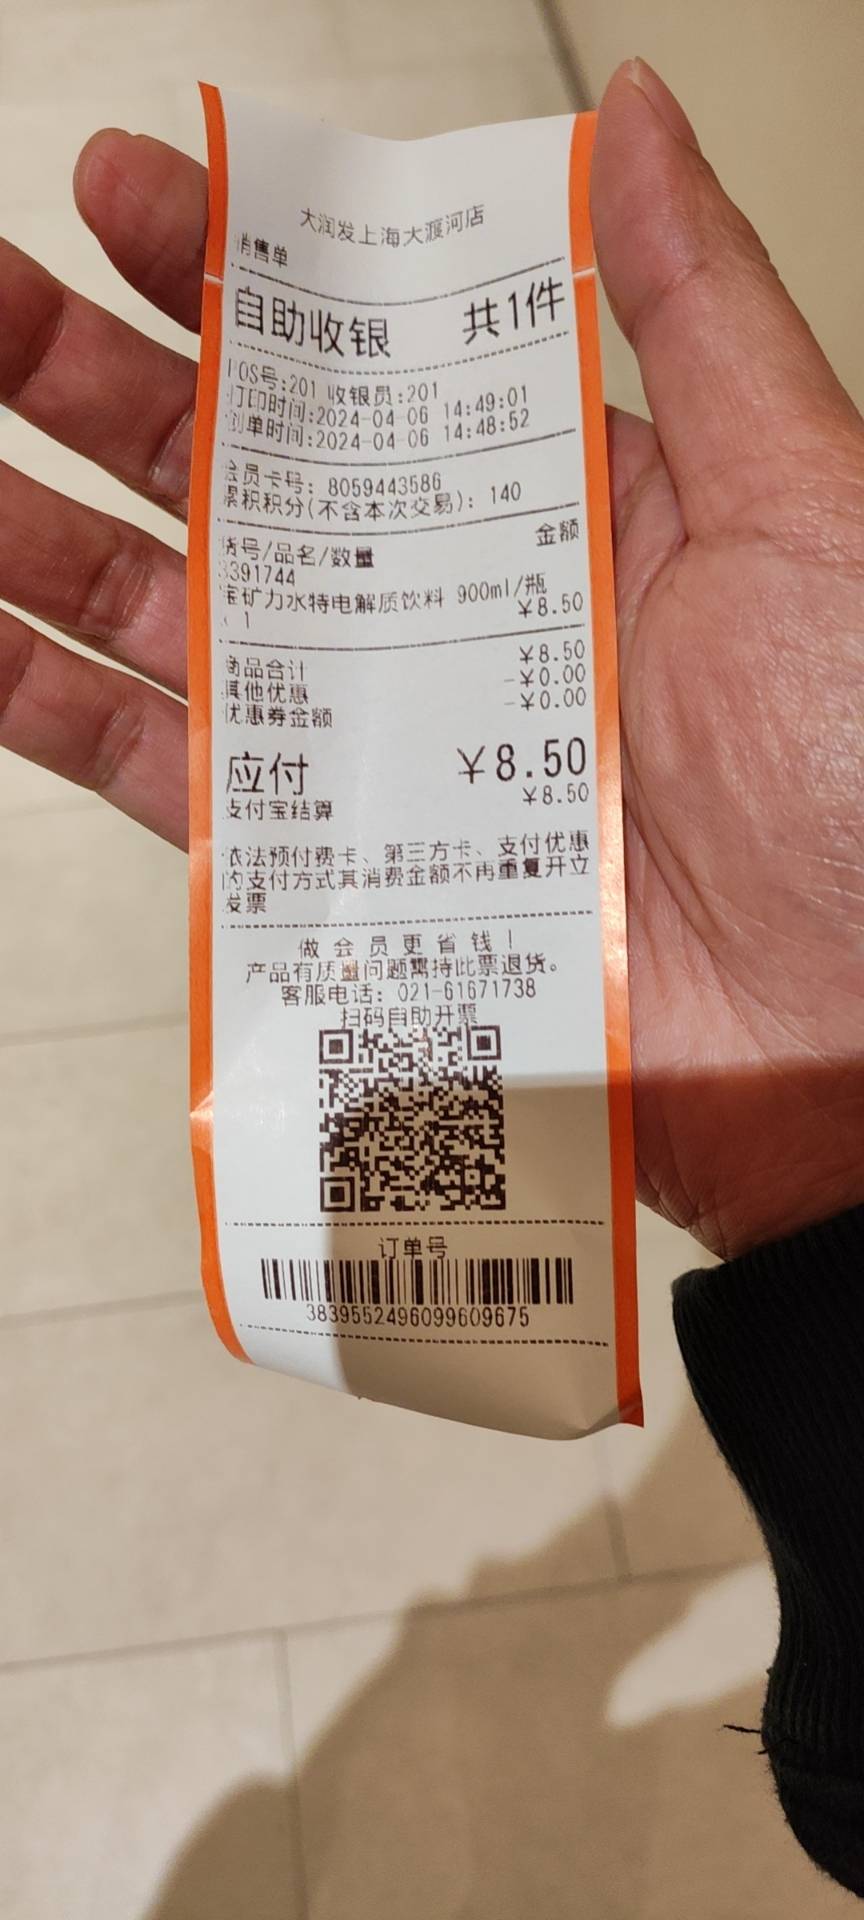 大润发上海大渡河店
销售单
自助收银 共1件
POS号:201 收银员:201
打印时间:2024-04-06 14:49:01
创单时间:2024-04-06 14:48:52
会员卡号: 8059443586
累积积分(不含本次交易): 140
货号/品名/数量 金额
3391744
宝矿力水特电解质饮料 900ml/瓶
x 1 ¥8.50
商品合计 ¥8.50
其他优惠 -¥0.00
优惠券金额 -¥0.00
应付 ¥8.50
支付宝结算 ¥8.50
依法预付费卡、第三方卡、支付优惠
的支付方式其消费金额不再重复开立
发票
做会员更省钱!
产品有质量问题需持此票退货。
客服电话: 021-61671738
扫码自助开票
订单号
3839552496099609675